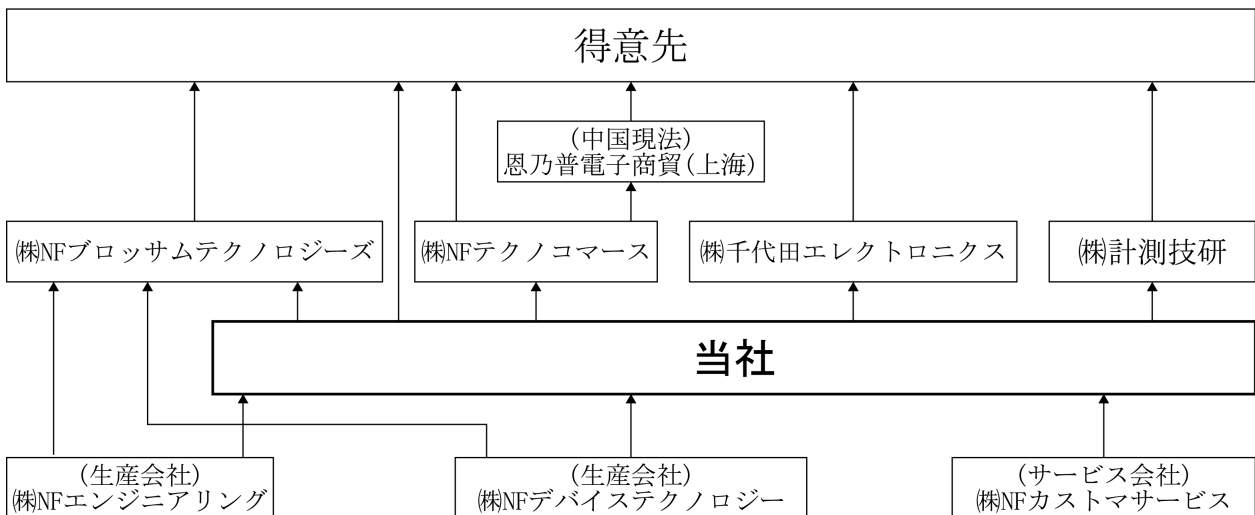 得意先
(中国現法)
恩乃普電子商貿(上海)
㈱NFブロッサムテクノロジーズ
㈱NFテクノコマース
㈱千代田エレクトロニクス
㈱計測技研
当社
(生産会社)
㈱NFエンジニアリング
(生産会社)
㈱NFデバイステクノロジー
(サービス会社)
㈱NFカストマサービス